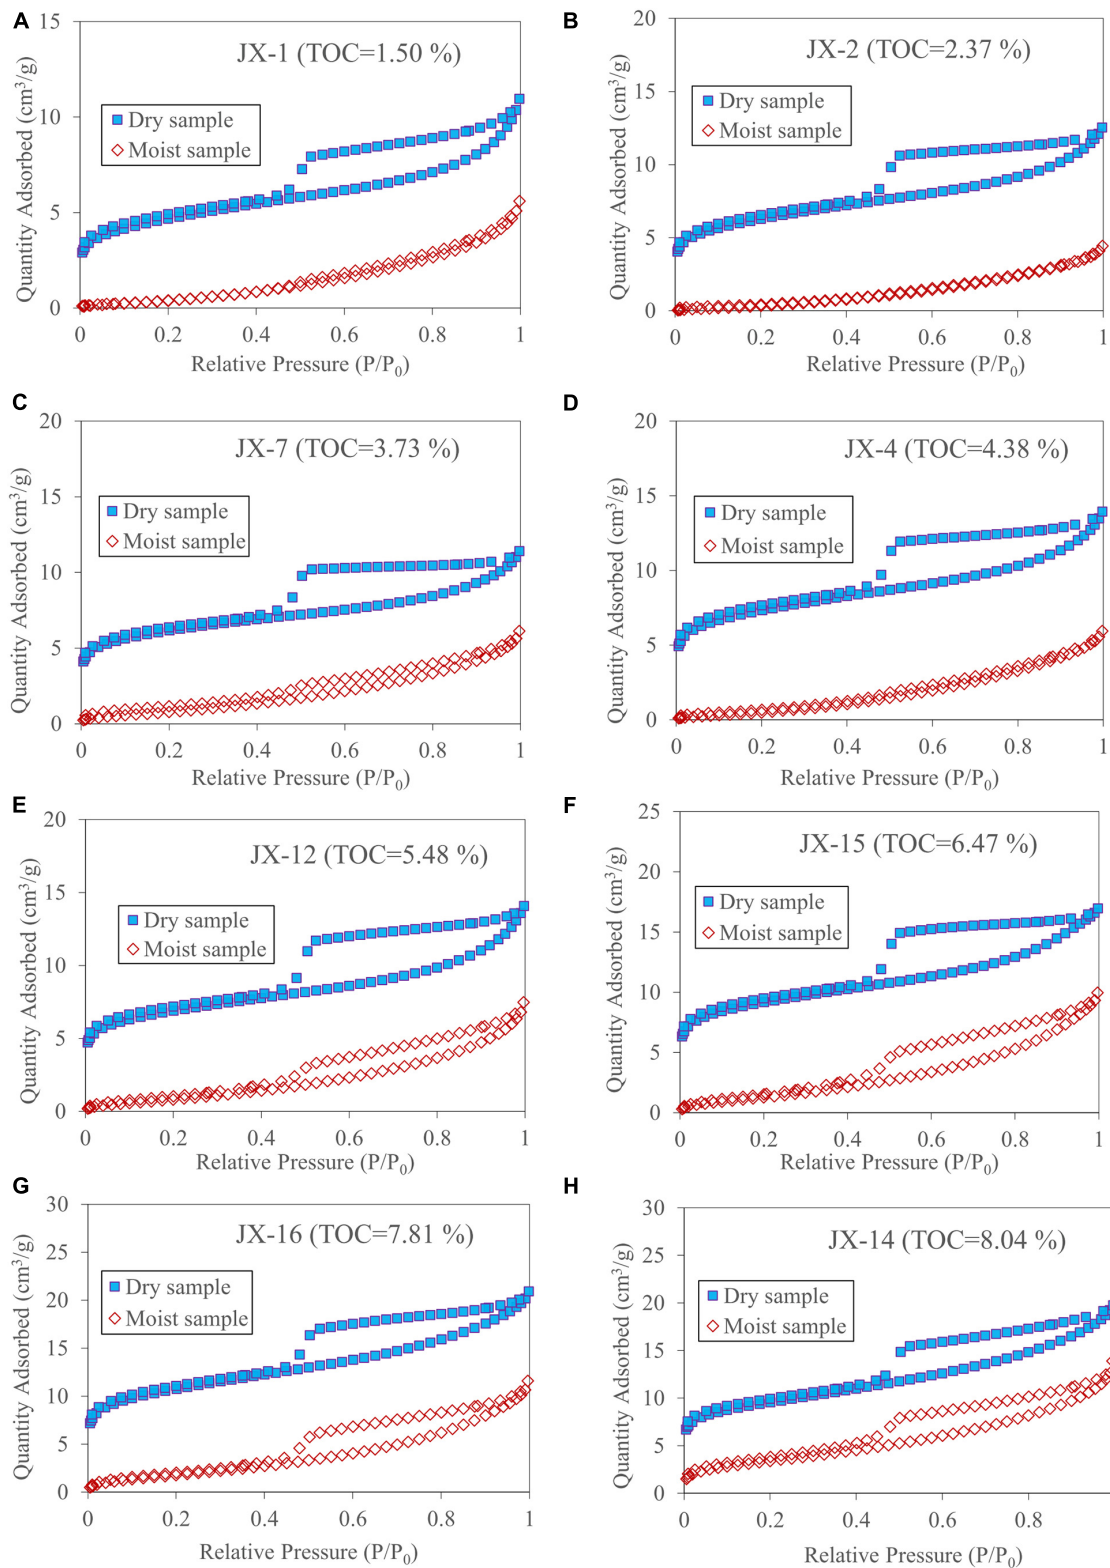 A
JX-1 (TOC=1.50 %)
Dry sample
Moist sample
Quantity Adsorbed (cm³/g)
15
10
5
0
0 0.2 0.4 0.6 0.8 1
Relative Pressure (P/P₀)
B
JX-2 (TOC=2.37 %)
Dry sample
Moist sample
Quantity Adsorbed (cm³/g)
20
15
10
5
0
0 0.2 0.4 0.6 0.8 1
Relative Pressure (P/P₀)
C
JX-7 (TOC=3.73 %)
Dry sample
Moist sample
Quantity Adsorbed (cm³/g)
20
15
10
5
0
0 0.2 0.4 0.6 0.8 1
Relative Pressure (P/P₀)
D
JX-4 (TOC=4.38 %)
Dry sample
Moist sample
Quantity Adsorbed (cm³/g)
20
15
10
5
0
0 0.2 0.4 0.6 0.8 1
Relative Pressure (P/P₀)
E
JX-12 (TOC=5.48 %)
Dry sample
Moist sample
Quantity Adsorbed (cm³/g)
20
15
10
5
0
0 0.2 0.4 0.6 0.8 1
Relative Pressure (P/P₀)
F
JX-15 (TOC=6.47 %)
Dry sample
Moist sample
Quantity Adsorbed (cm³/g)
25
20
15
10
5
0
0 0.2 0.4 0.6 0.8 1
Relative Pressure (P/P₀)
G
JX-16 (TOC=7.81 %)
Dry sample
Moist sample
Quantity Adsorbed (cm³/g)
30
25
20
15
10
5
0
0 0.2 0.4 0.6 0.8 1
Relative Pressure (P/P₀)
H
JX-14 (TOC=8.04 %)
Dry sample
Moist sample
Quantity Adsorbed (cm³/g)
30
25
20
15
10
5
0
0 0.2 0.4 0.6 0.8
Relative Pressure (P/P₀)